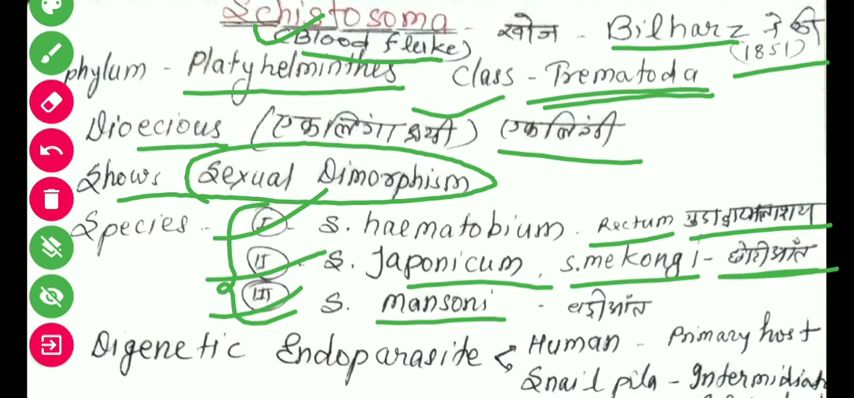 Schistosoma - खोज - Bilharz ने की
(Blood fluke) (1851)
phylum - Platyhelminthes Class - Trematoda
Dioecious (एकलिंगाश्रयी) एकलिंगी
Shows Sexual Dimorphism
Species - (I) S. haematobium - Rectum गुदा
(II) S. Japonicum, S. mekongi - छोटी आँत
(III) S. mansoni - बड़ी आँत
Digenetic Endoparasite < Human - Primary host
Snail pila - Intermidiate